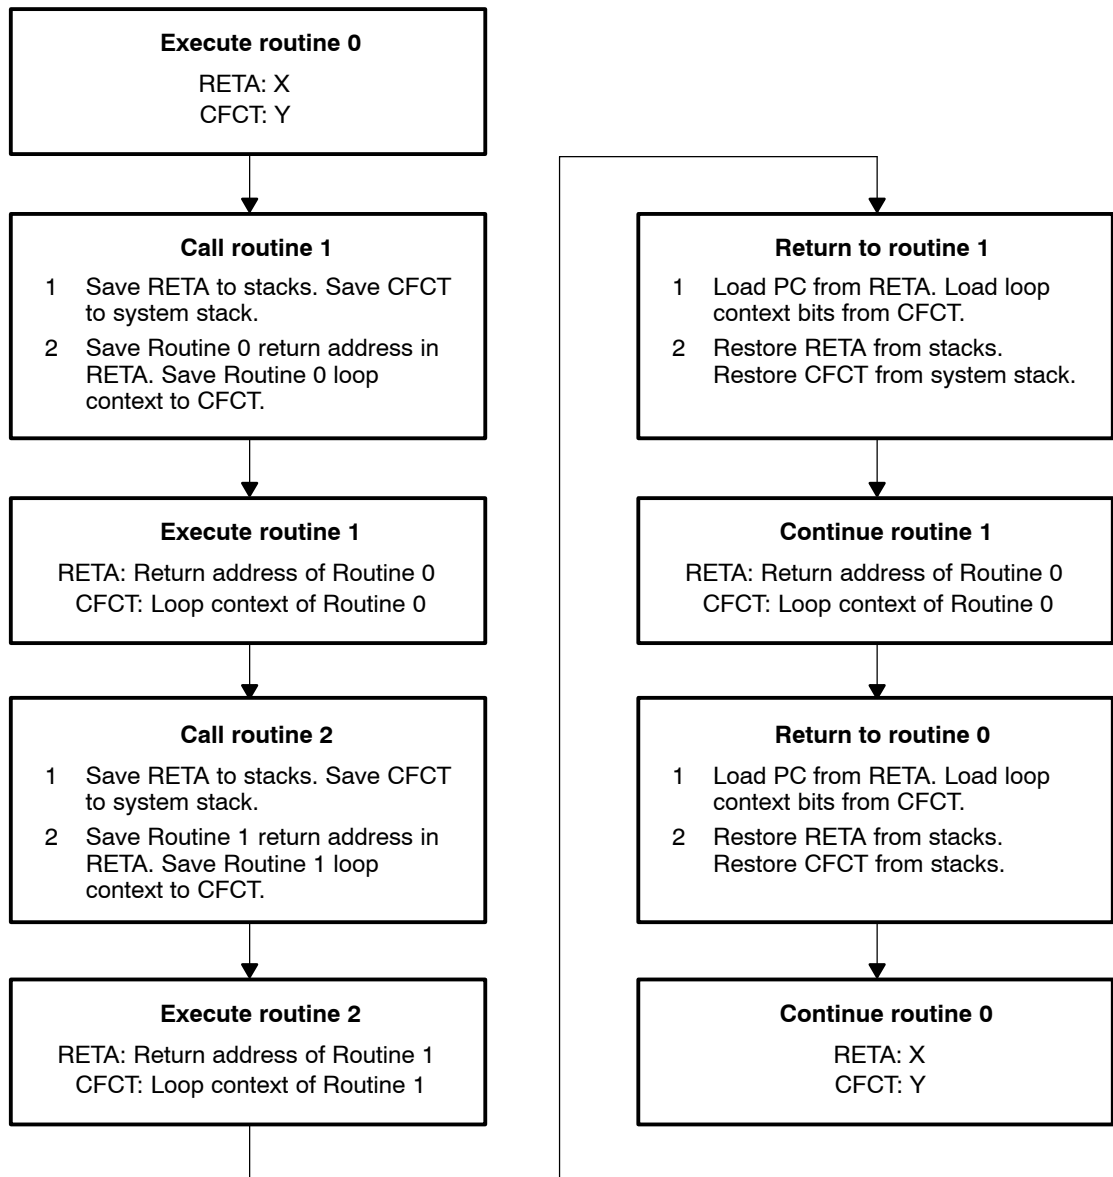 Execute routine 0
RETA: X
CFCT: Y
Call routine 1
1 Save RETA to stacks. Save CFCT
to system stack.
2 Save Routine 0 return address in
RETA. Save Routine 0 loop
context to CFCT.
Execute routine 1
RETA: Return address of Routine 0
CFCT: Loop context of Routine 0
Call routine 2
1 Save RETA to stacks. Save CFCT
to system stack.
2 Save Routine 1 return address in
RETA. Save Routine 1 loop
context to CFCT.
Execute routine 2
RETA: Return address of Routine 1
CFCT: Loop context of Routine 1
Return to routine 1
1 Load PC from RETA. Load loop
context bits from CFCT.
2 Restore RETA from stacks.
Restore CFCT from system stack.
Continue routine 1
RETA: Return address of Routine 0
CFCT: Loop context of Routine 0
Return to routine 0
1 Load PC from RETA. Load loop
context bits from CFCT.
2 Restore RETA from stacks.
Restore CFCT from stacks.
Continue routine 0
RETA: X
CFCT: Y